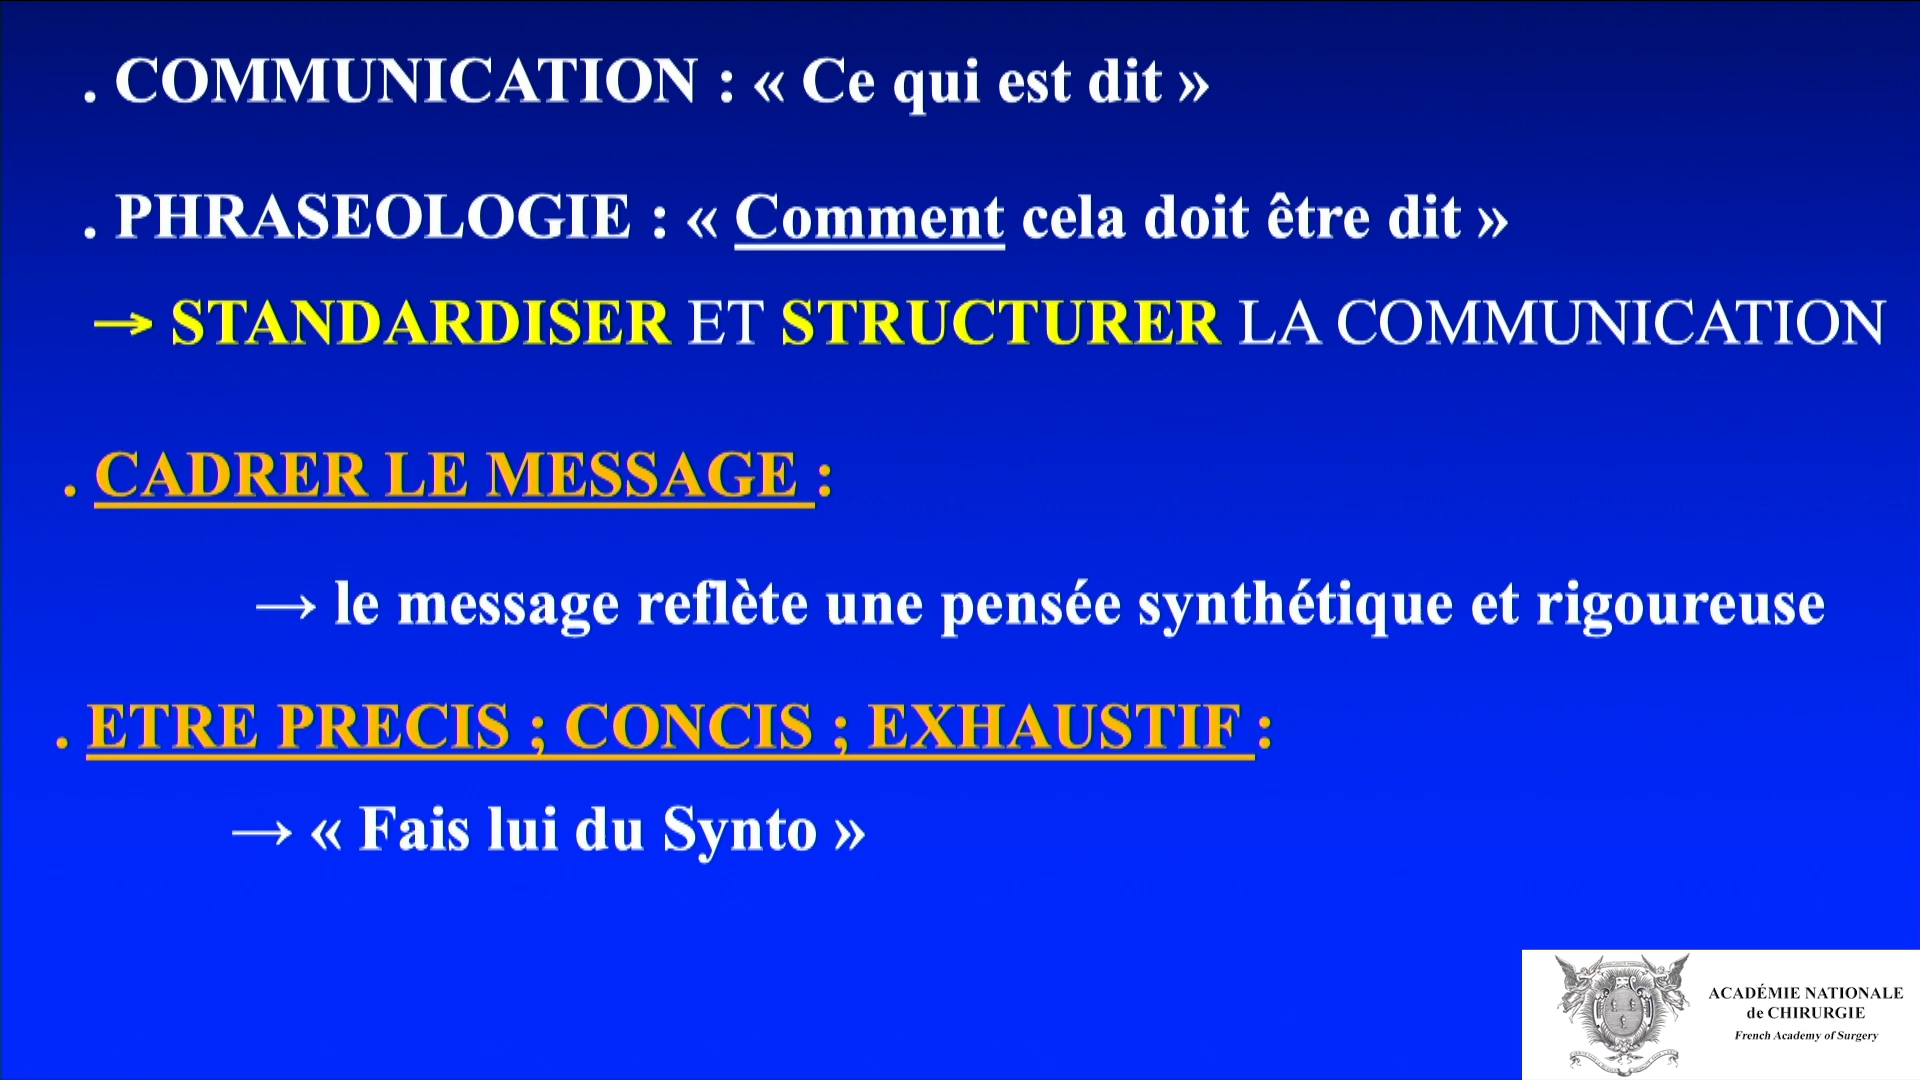 . COMMUNICATION : « Ce qui est dit »
. PHRASEOLOGIE : « Comment cela doit être dit »
→ STANDARDISER ET STRUCTURER LA COMMUNICATION
. CADRER LE MESSAGE :
→ le message reflète une pensée synthétique et rigoureuse
. ETRE PRECIS ; CONCIS ; EXHAUSTIF :
→ « Fais lui du Synto »
ACADÉMIE NATIONALE
de CHIRURGIE
French Academy of Surgery